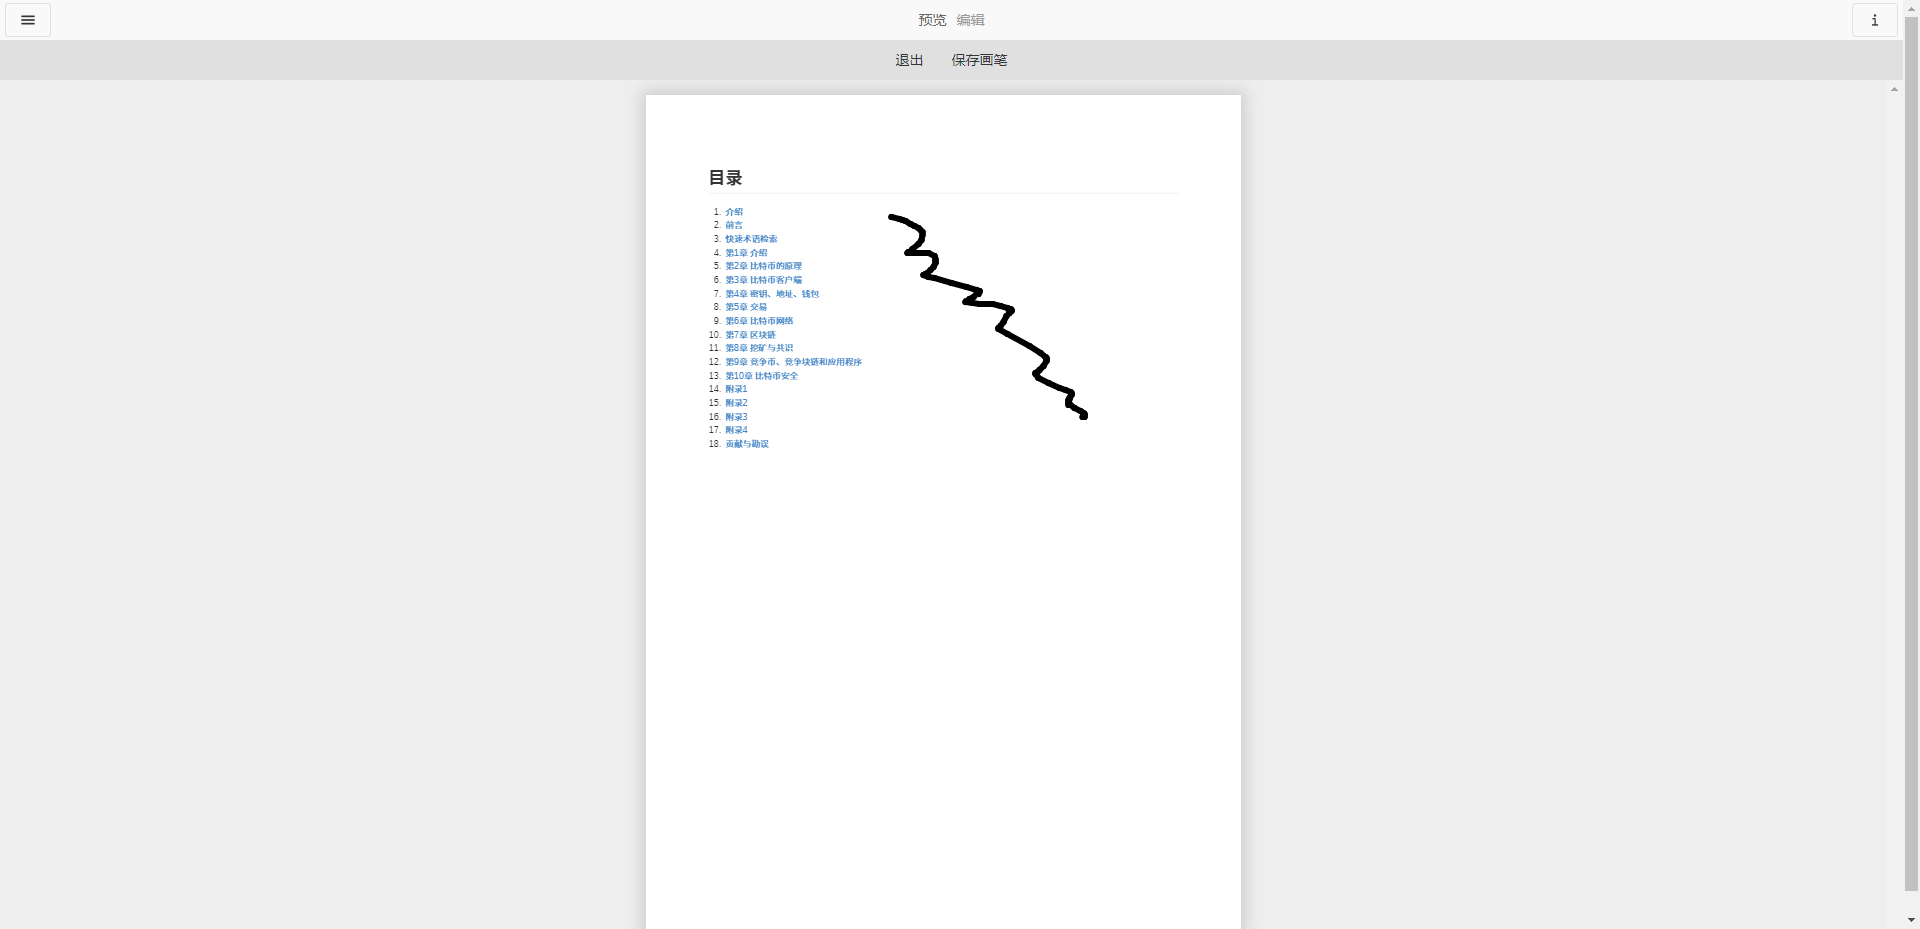 预览 编辑
i
退出 保存画笔
目录
1. 介绍
2. 前言
3. 快速术语检索
4. 第1章 介绍
5. 第2章 比特币的原理
6. 第3章 比特币客户端
7. 第4章 密钥、地址、钱包
8. 第5章 交易
9. 第6章 比特币网络
10. 第7章 区块链
11. 第8章 挖矿与共识
12. 第9章 竞争币、竞争块链和应用程序
13. 第10章 比特币安全
14. 附录1
15. 附录2
16. 附录3
17. 附录4
18. 贡献与勘误